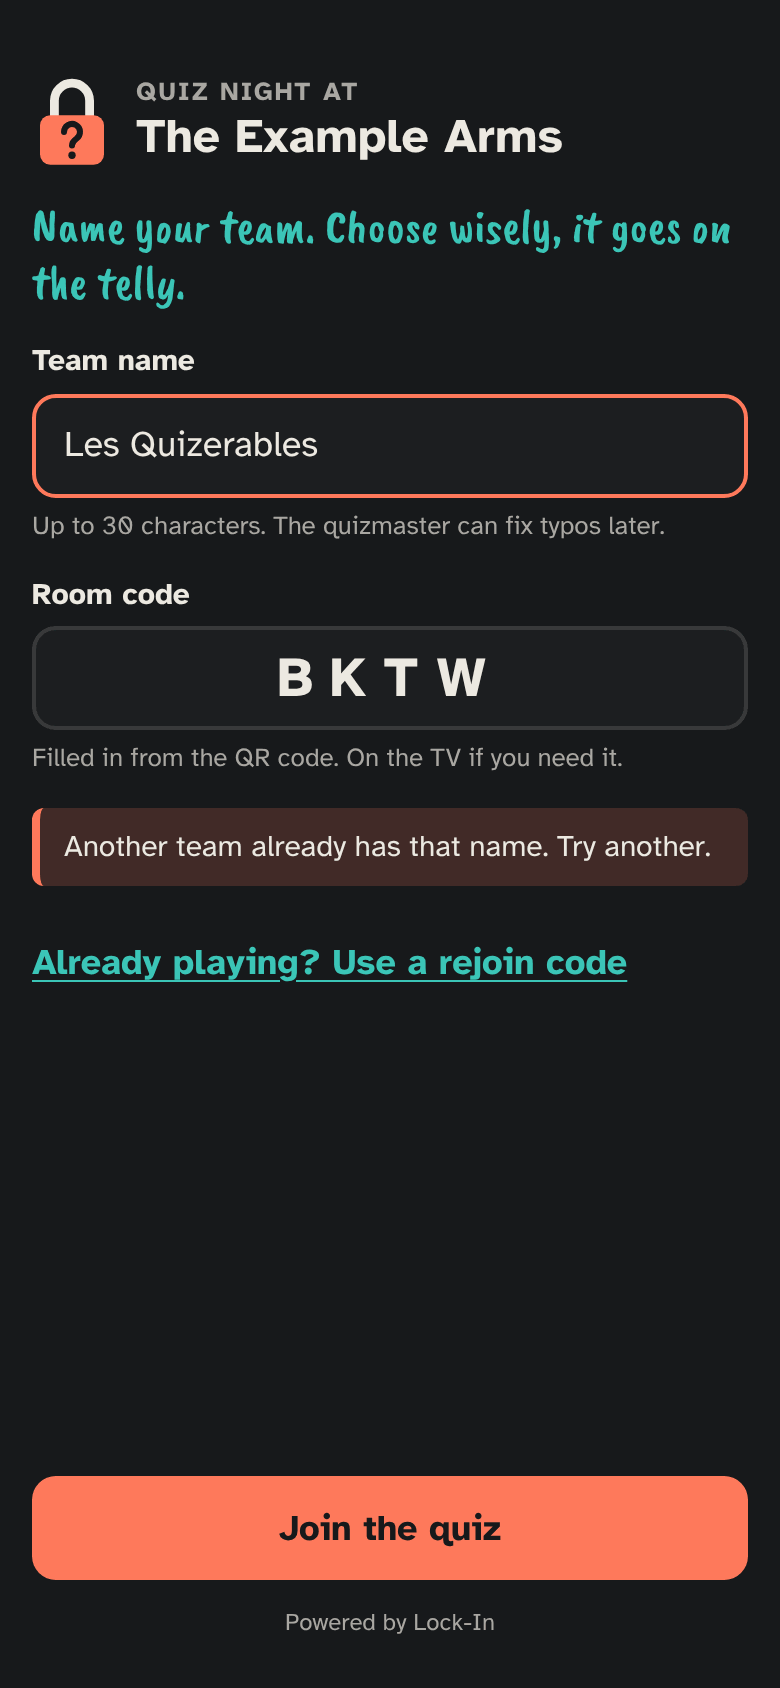 QUIZ NIGHT AT
The Example Arms
Name your team. Choose wisely, it goes on
the telly.
Team name
Les Quizerables
Up to 30 characters. The quizmaster can fix typos later.
Room code
BKTW
Filled in from the QR code. On the TV if you need it.
Another team already has that name. Try another.
Already playing? Use a rejoin code
Join the quiz
Powered by Lock-In